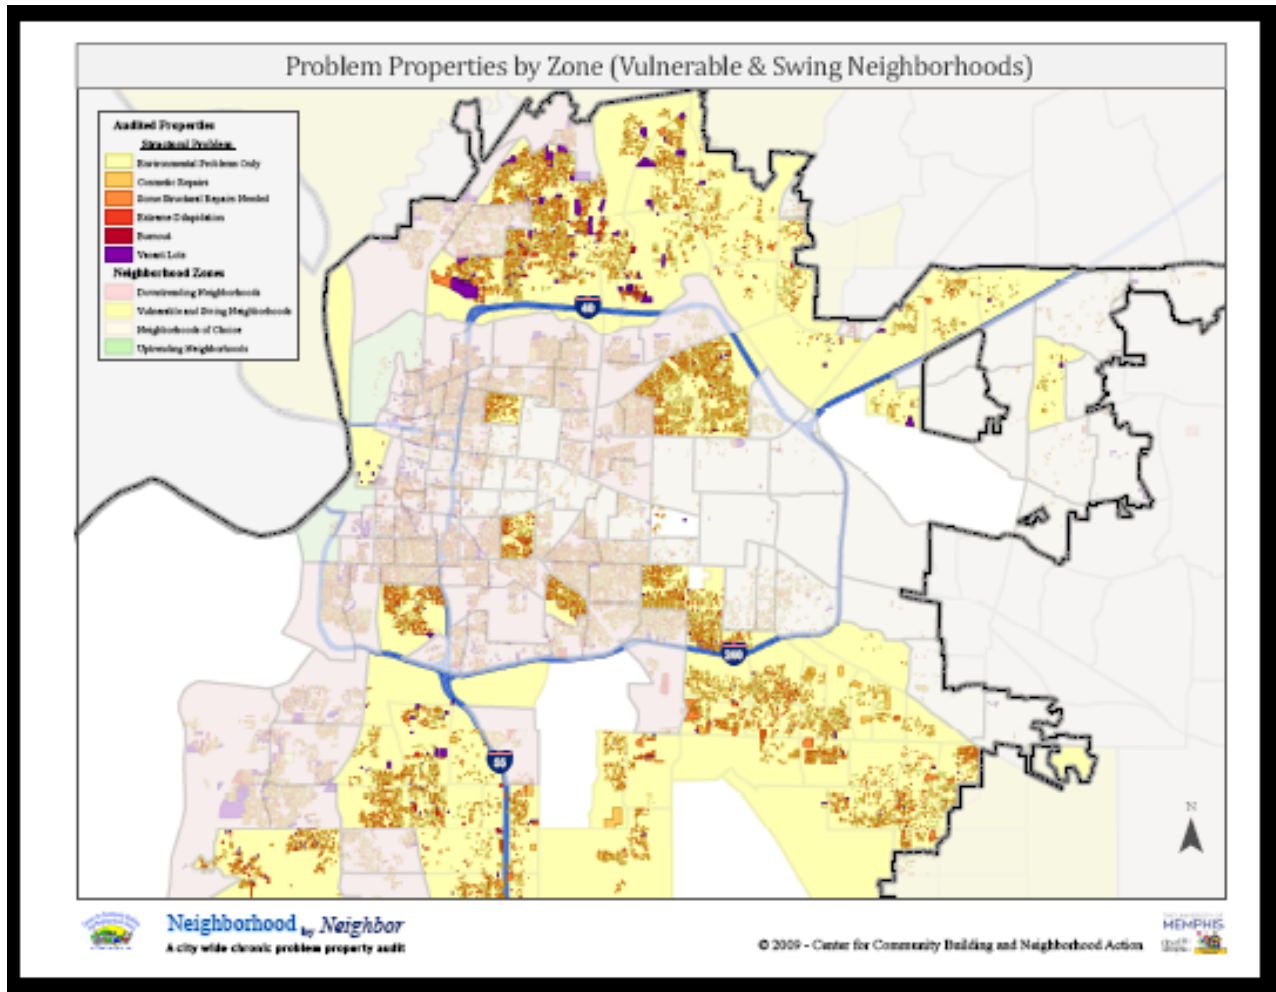 Problem Properties by Zone (Vulnerable & Swing Neighborhoods)
Audited Properties
Structural Problem
Environmental Problems Only
Cosmetic Repairs
Some Structural Repairs Needed
Extreme Dilapidation
Burnout
Vacant Lots
Neighborhood Zones
Downtrending Neighborhoods
Vulnerable and Swing Neighborhoods
Neighborhoods of Choice
Uptrending Neighborhoods
40
240
55
N
Neighborhood by Neighbor
A city wide chronic problem property audit
© 2009 - Center for Community Building and Neighborhood Action
MEMPHIS